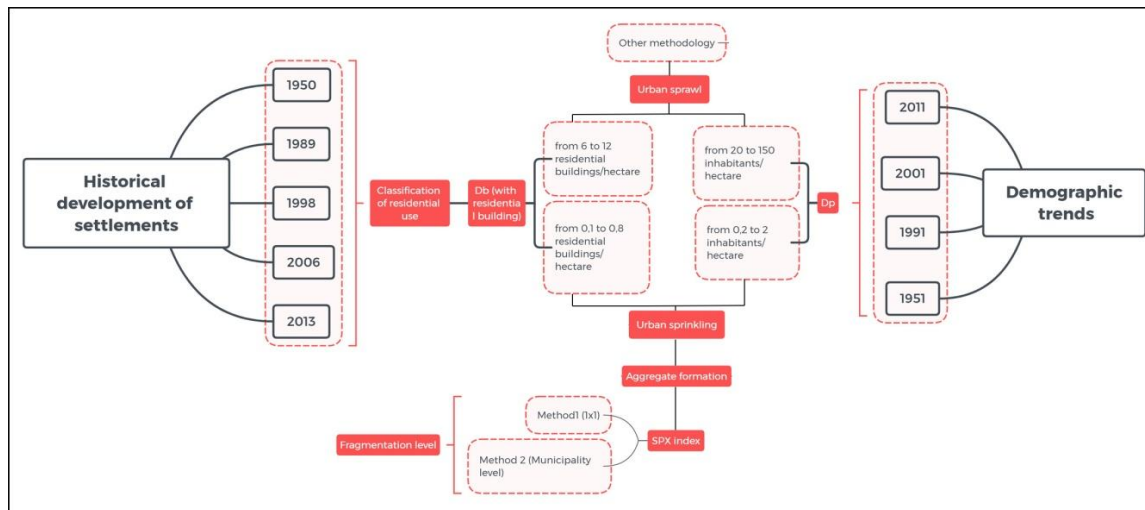 Historical
development of
settlements
1950
1989
1998
2006
2013
Classification
of residential
use
Db (with
residentia
l building)
Other methodology
Urban sprawl
from 6 to 12
residential
buildings/hectare
from 0,1 to 0,8
residential
buildings/
hectare
from 20 to 150
inhabitants/
hectare
from 0,2 to 2
inhabitants/
hectare
Dp
2011
2001
1991
1951
Demographic
trends
Urban sprinkling
Aggregate formation
SPX index
Method1 (1x1)
Method 2 (Municipality
level)
Fragmentation level